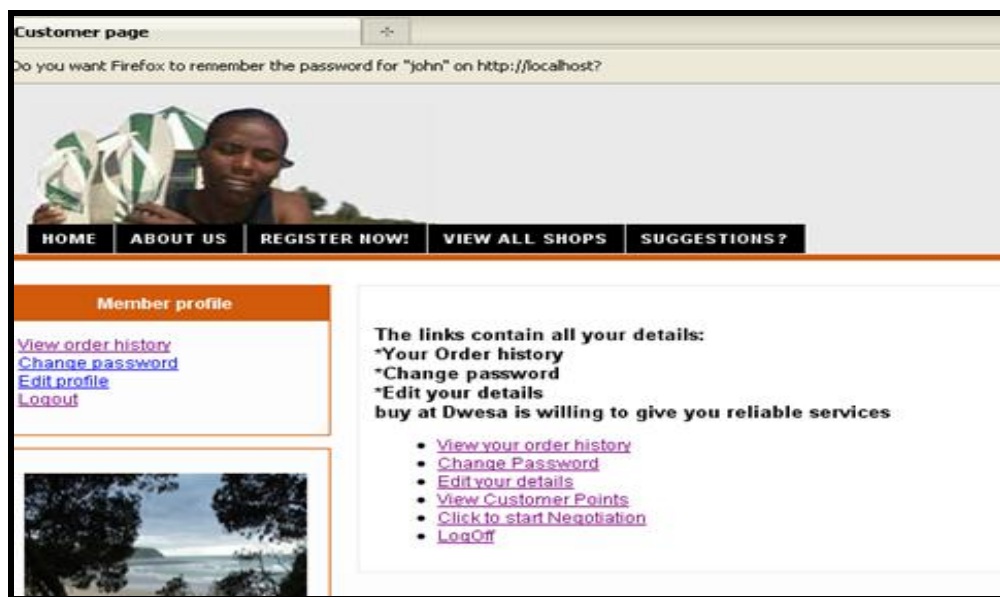 Customer page
Do you want Firefox to remember the password for "john" on http://localhost?
HOME ABOUT US REGISTER NOW! VIEW ALL SHOPS SUGGESTIONS?
Member profile
View order history
Change password
Edit profile
Logout
The links contain all your details:
*Your Order history
*Change password
*Edit your details
buy at Dwesa is willing to give you reliable services
• View your order history
• Change Password
• Edit your details
• View Customer Points
• Click to start Negotiation
• LogOff